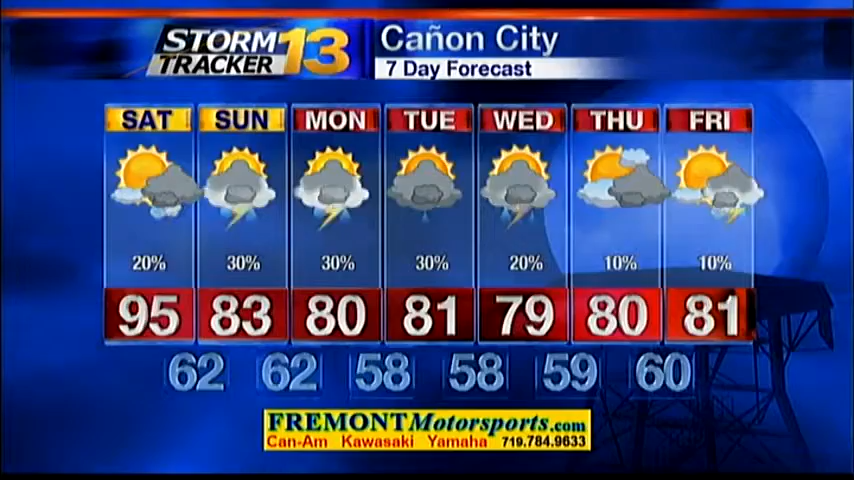 STORM TRACKER 13
Cañon City
7 Day Forecast
SAT SUN MON TUE WED THU FRI
20% 30% 30% 30% 20% 10% 10%
95 83 80 81 79 80 81
62 62 58 58 59 60
FREMONTMotorsports.com
Can-Am Kawasaki Yamaha 719.784.9633